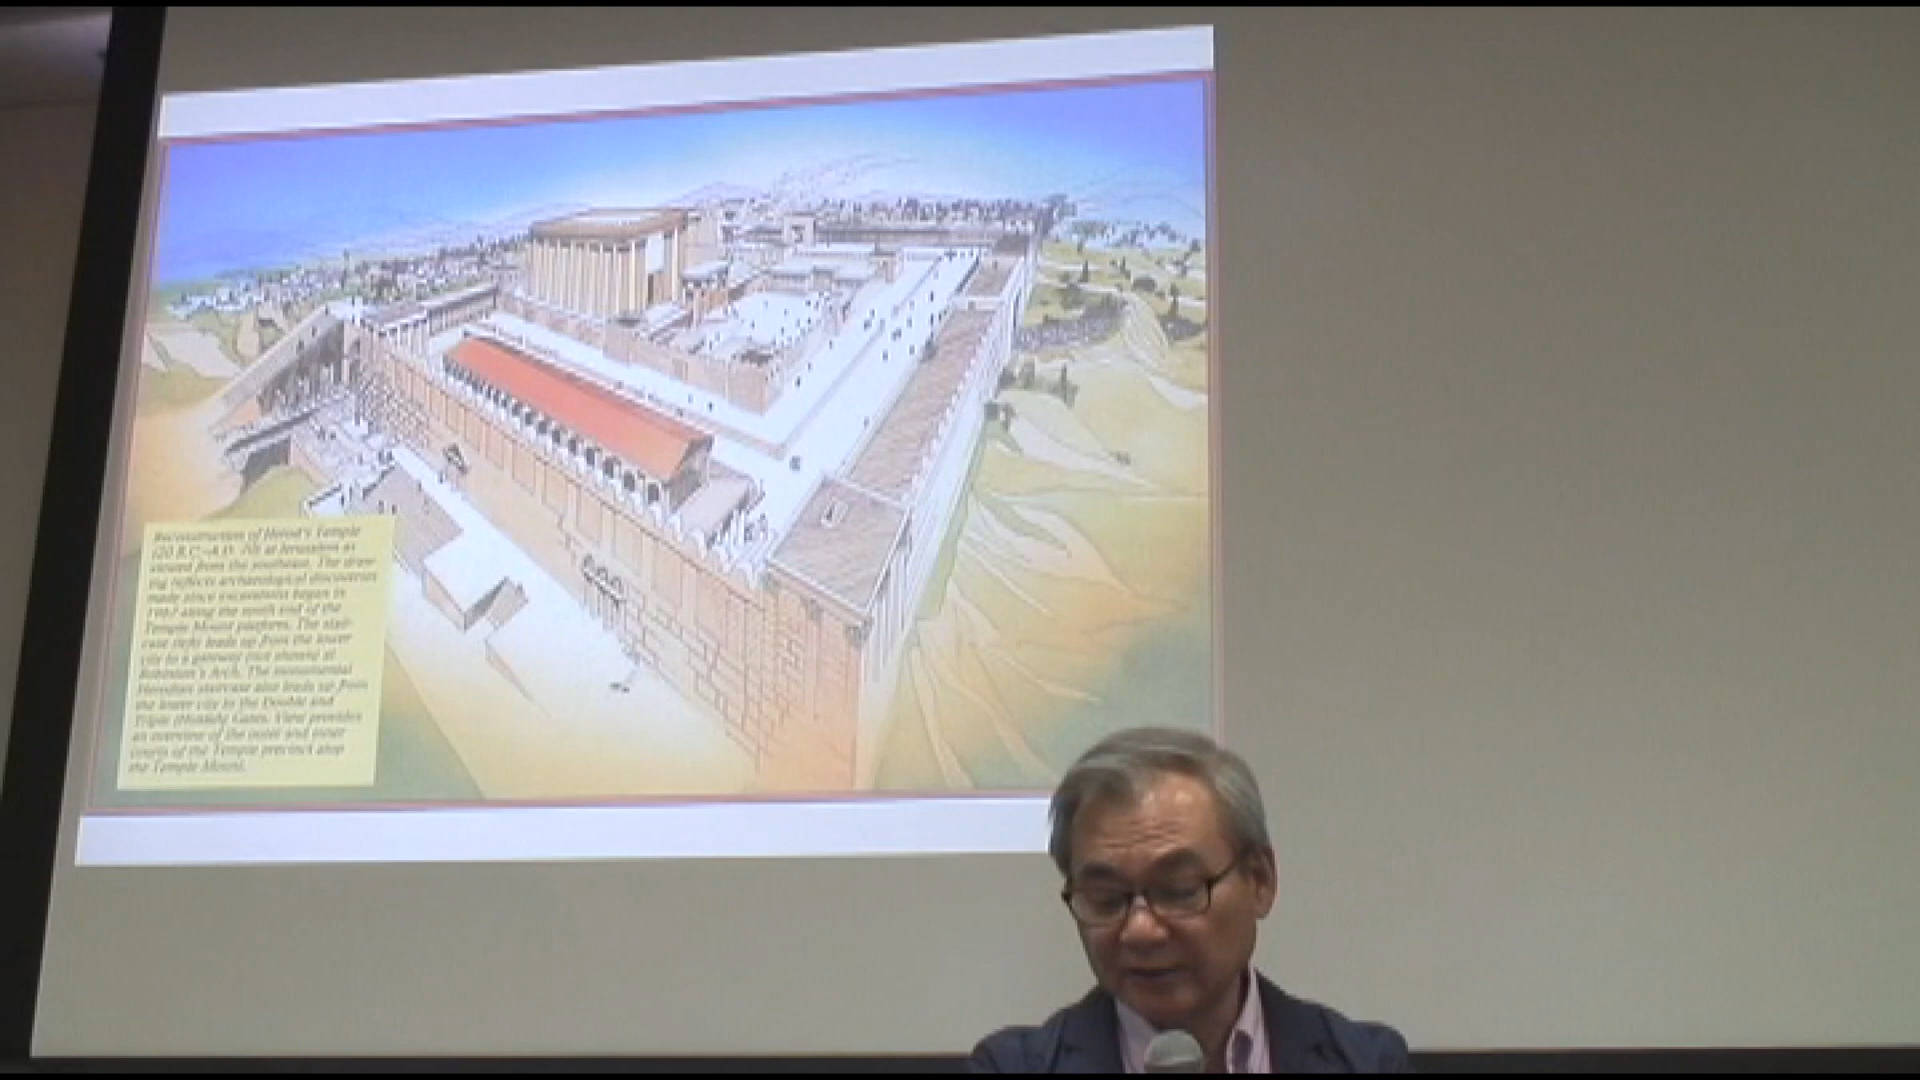 Reconstruction of Herod's Temple
(20 B.C.–A.D. 70) at Jerusalem as
viewed from the southeast. The draw-
ing reflects archaeological discoveries
made since excavations began in
along the south end of the
Temple Mount platform. The stair-
case leads up from the lower
city to a gateway (not shown) at
Robinson's Arch. The monumental
Herodian staircase also leads up from
the lower city to the Double and
Triple (Huldah) Gates. View provides
an overview of the outer and inner
courts of the Temple precinct atop
the Temple Mount.